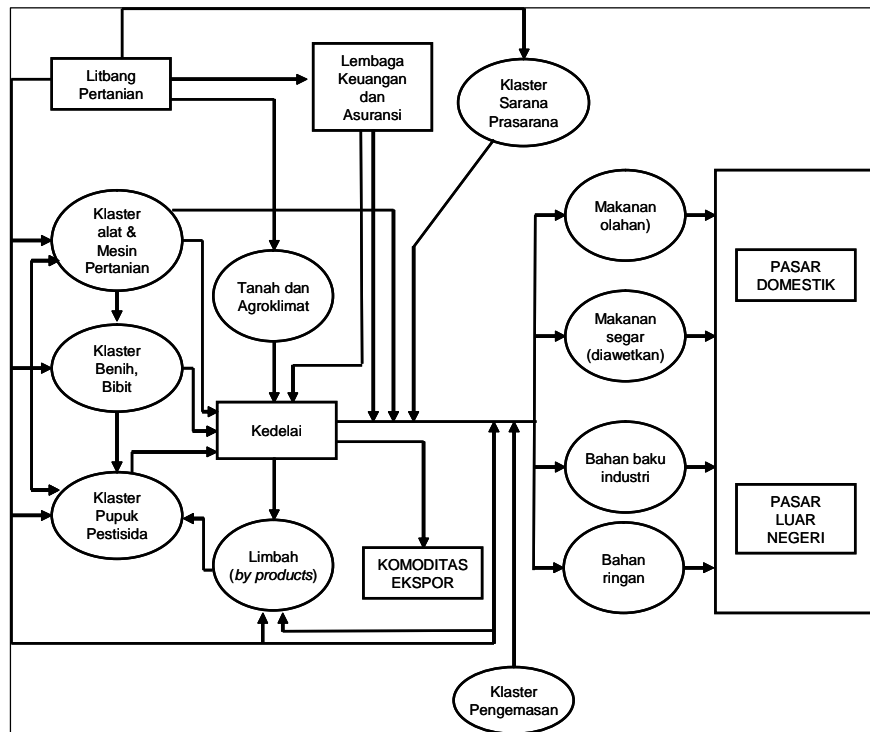 Litbang
Pertanian
Lembaga
Keuangan
dan
Asuransi
Klaster
Sarana
Prasarana
Klaster
alat &
Mesin
Pertanian
Makanan
olahan)
Tanah dan
Agroklimat
PASAR
DOMESTIK
Makanan
segar
(diawetkan)
Klaster
Benih,
Bibit
Kedelai
Bahan baku
industri
Klaster
Pupuk
Pestisida
PASAR
LUAR
NEGERI
Limbah
(by products)
KOMODITAS
EKSPOR
Bahan
ringan
Klaster
Pengemasan